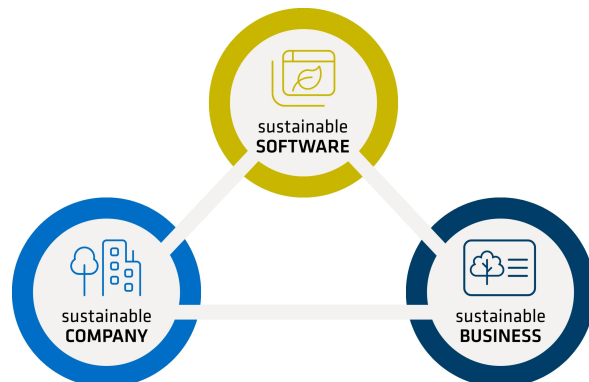 sustainable
SOFTWARE
sustainable
COMPANY
sustainable
BUSINESS